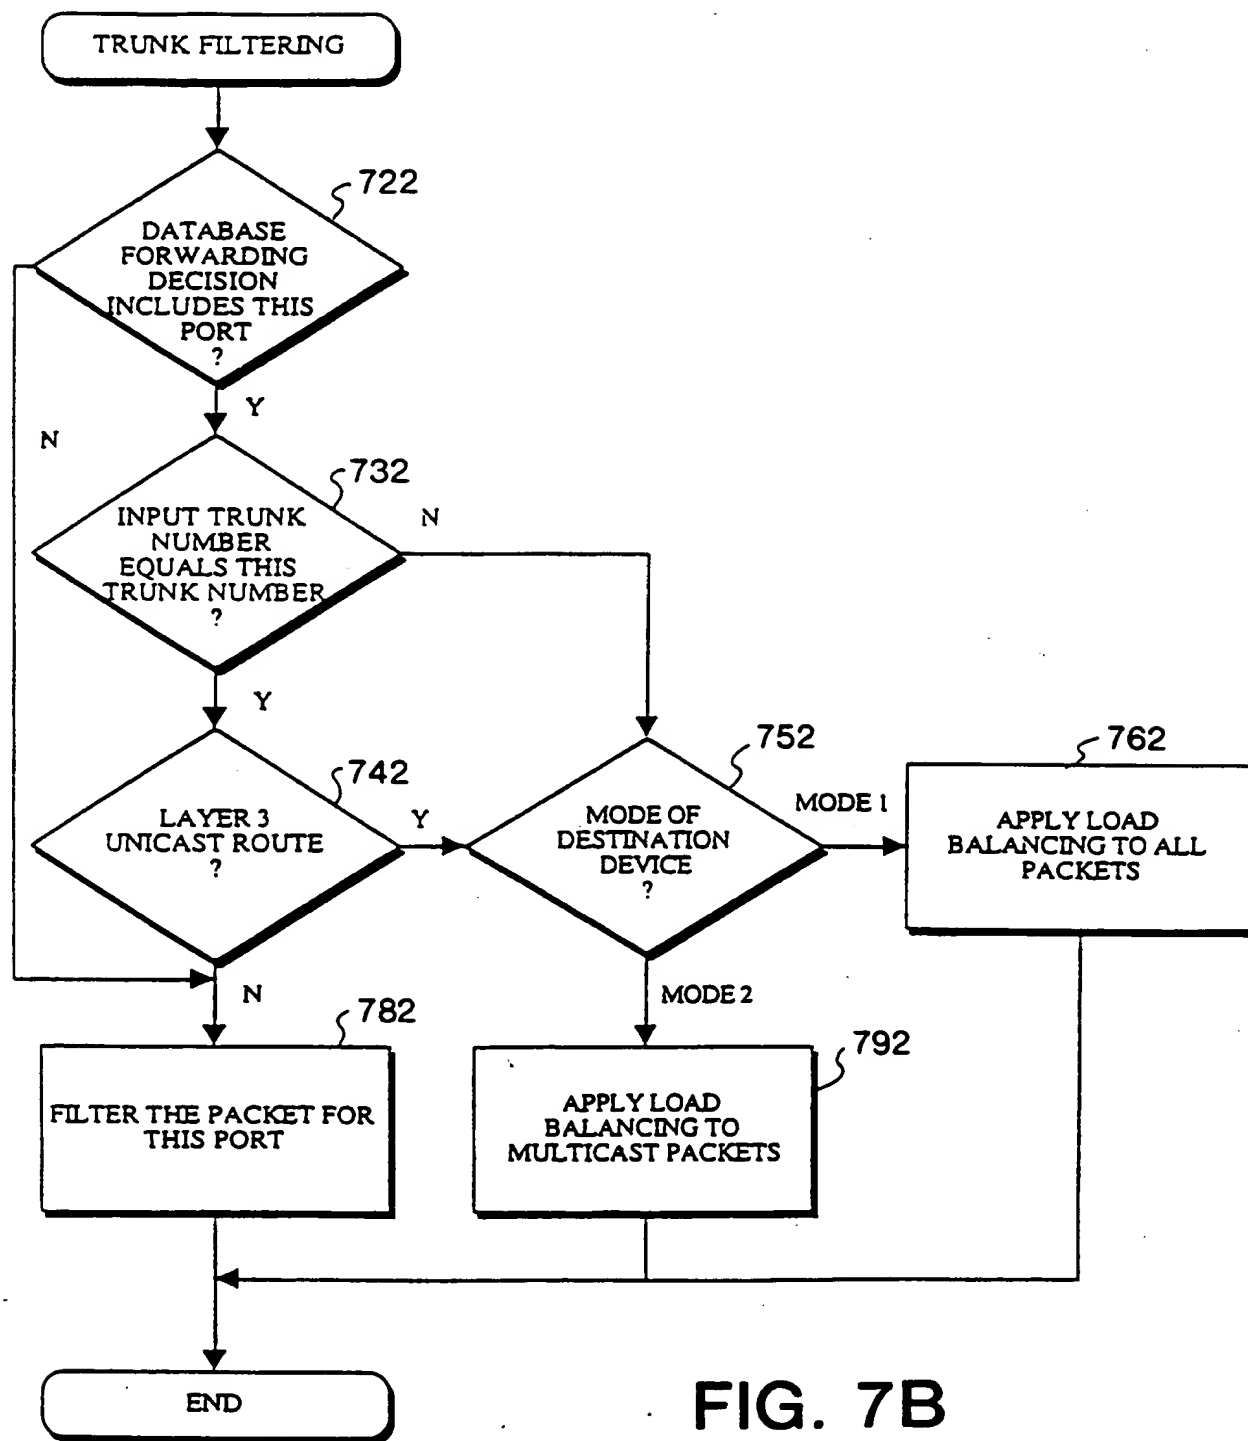 TRUNK FILTERING
722
DATABASE
FORWARDING
DECISION
INCLUDES THIS
PORT
?
Y
N
732
INPUT TRUNK
NUMBER
EQUALS THIS
TRUNK NUMBER
?
N
Y
742
LAYER 3
UNICAST ROUTE
?
Y
N
752
MODE OF
DESTINATION
DEVICE
?
MODE 1
MODE 2
762
APPLY LOAD
BALANCING TO ALL
PACKETS
782
FILTER THE PACKET FOR
THIS PORT
792
APPLY LOAD
BALANCING TO
MULTICAST PACKETS
END
FIG. 7B